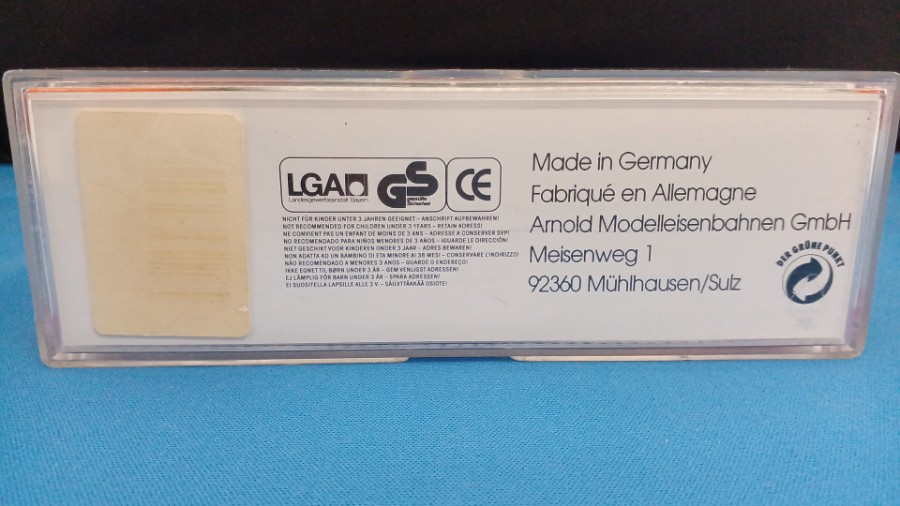 LGA
Landesgewerbeanstalt Bayern
GS
geprüfte
Sicherheit
CE
NICHT FÜR KINDER UNTER 3 JAHREN GEEIGNET – ANSCHRIFT AUFBEWAHREN!
NOT RECOMMENDED FOR CHILDREN UNDER 3 YEARS – RETAIN ADRESS!
NE CONVIENT PAS UN ENFANT DE MOINS DE 3 ANS – ADRESSE A CONSERVER SVP!
NO RECOMENDADO PARA NIÑOS MENORES DE 3 AÑOS – IGUARDE LE DIRECCIÓN!
NIET GESCHIKT VOOR KINDEREN ONDER 3 JAAR – ADRES BEWAREN!
NON ADATTA AD UN BAMBINO DI ETA MINORE AI 36 MESI – CONSERVARE L'INDIRIZZO!
NÃO RECOMENDADO A MENORES 3 ANOS – GUARDE O ENDEREÇO!
IKKE EGNET TIL BØRN UNDER 3 ÅR – GEM VENLIGST ADRESSEN!
EJ LÄMPLIG FÖR BARN UNDER 3 ÅR – SPARA ADRESSEN!
EI SUOSITELLA LAPSILLE ALLE 3 V. – SÄILYTTÄKKÄÄ OSOITE!
Made in Germany
Fabriqué en Allemagne
Arnold Modelleisenbahnen GmbH
Meisenweg 1
92360 Mühlhausen/Sulz
DER GRÜNE PUNKT